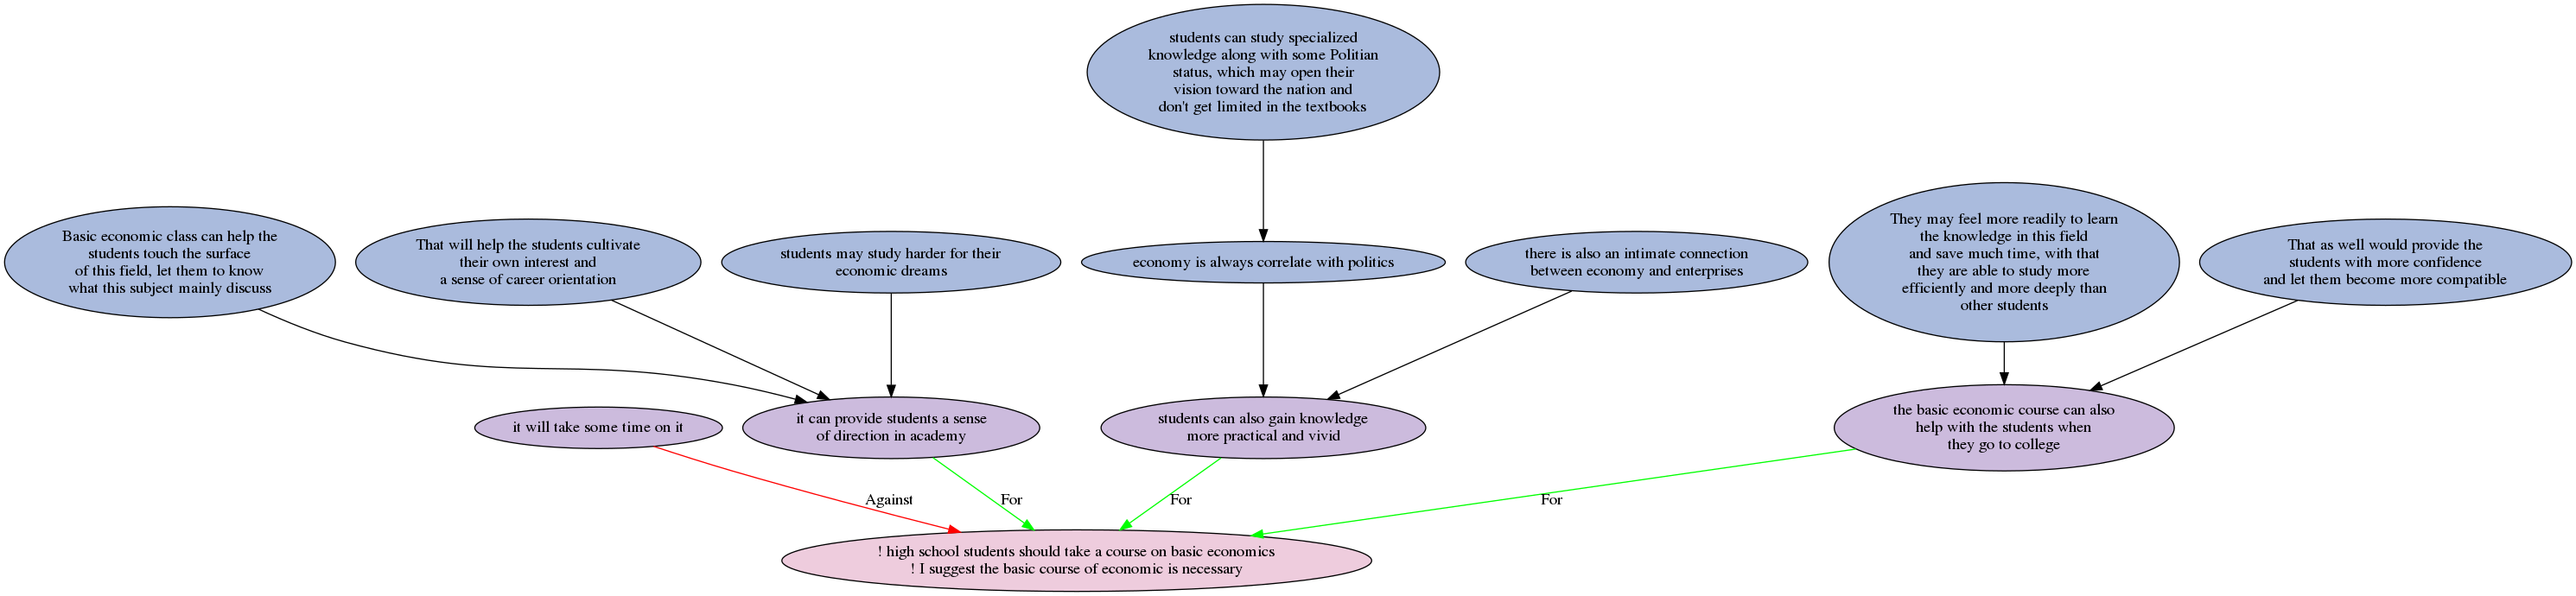 students can study specialized
knowledge along with some Politian
status, which may open their
vision toward the nation and
don't get limited in the textbooks
Basic economic class can help the
students touch the surface
of this field, let them to know
what this subject mainly discuss
That will help the students cultivate
their own interest and
a sense of career orientation
students may study harder for their
economic dreams
economy is always correlate with politics
there is also an intimate connection
between economy and enterprises
They may feel more readily to learn
the knowledge in this field
and save much time, with that
they are able to study more
efficiently and more deeply than
other students
That as well would provide the
students with more confidence
and let them become more compatible
it will take some time on it
it can provide students a sense
of direction in academy
students can also gain knowledge
more practical and vivid
the basic economic course can also
help with the students when
they go to college
Against
For
For
For
! high school students should take a course on basic economics
! I suggest the basic course of economic is necessary